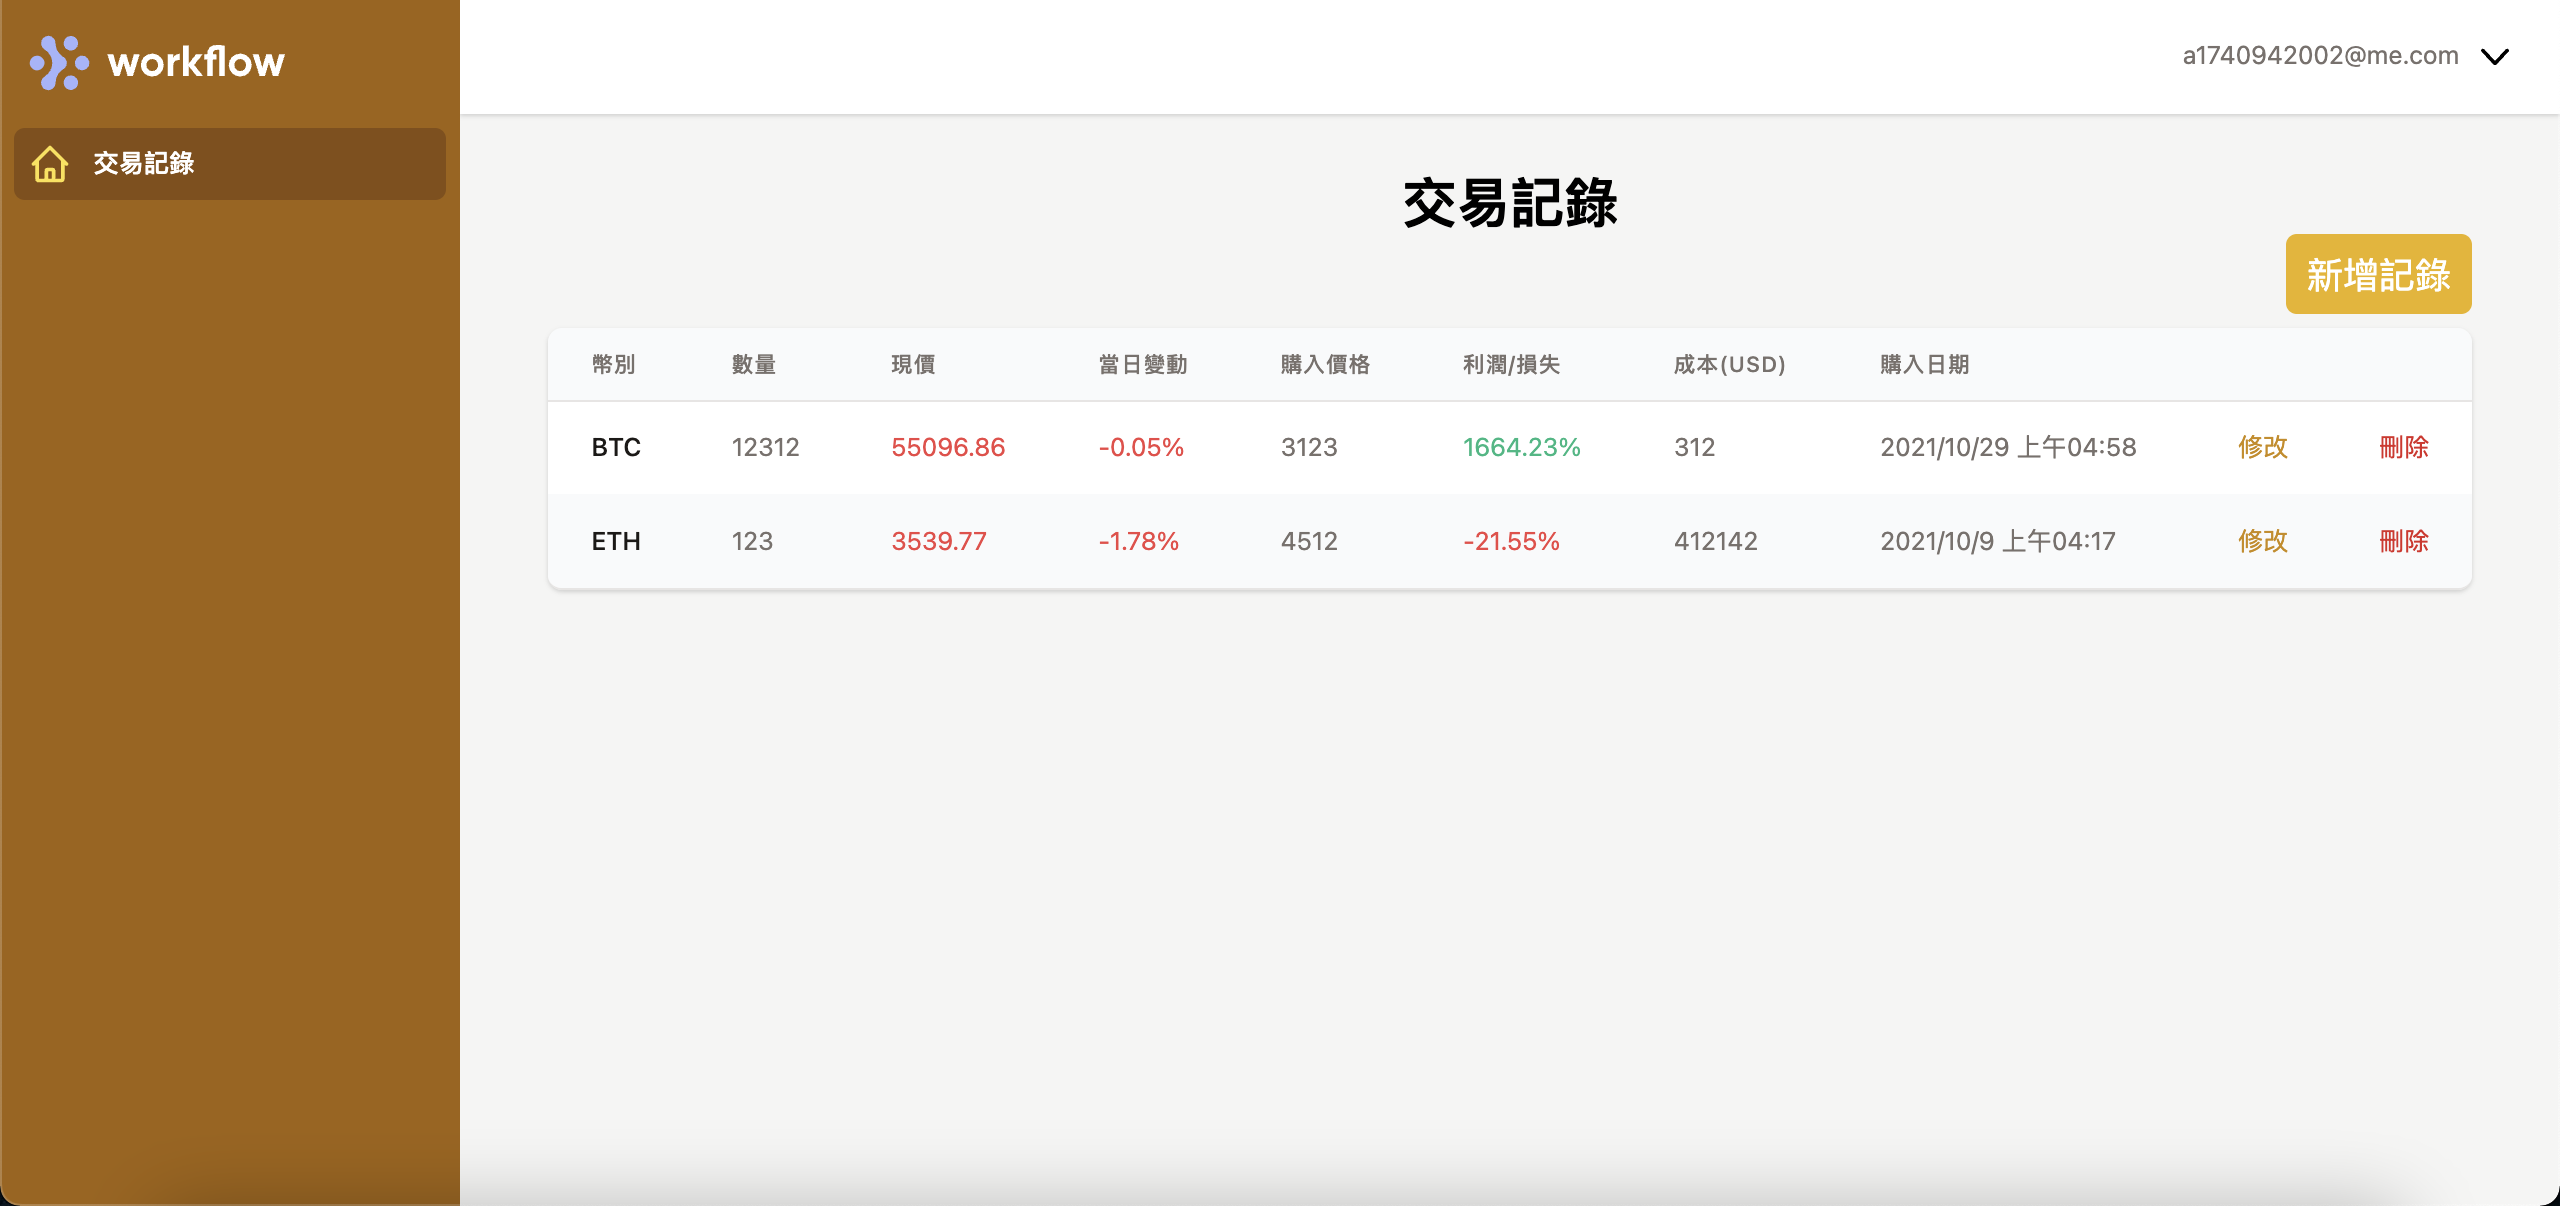 workflow
a1740942002@me.com
交易記錄
交易記錄
新增記錄
幣別 數量 現價 當日變動 購入價格 利潤/損失 成本(USD) 購入日期
BTC 12312 55096.86 -0.05% 3123 1664.23% 312 2021/10/29 上午04:58 修改 刪除
ETH 123 3539.77 -1.78% 4512 -21.55% 412142 2021/10/9 上午04:17 修改 刪除